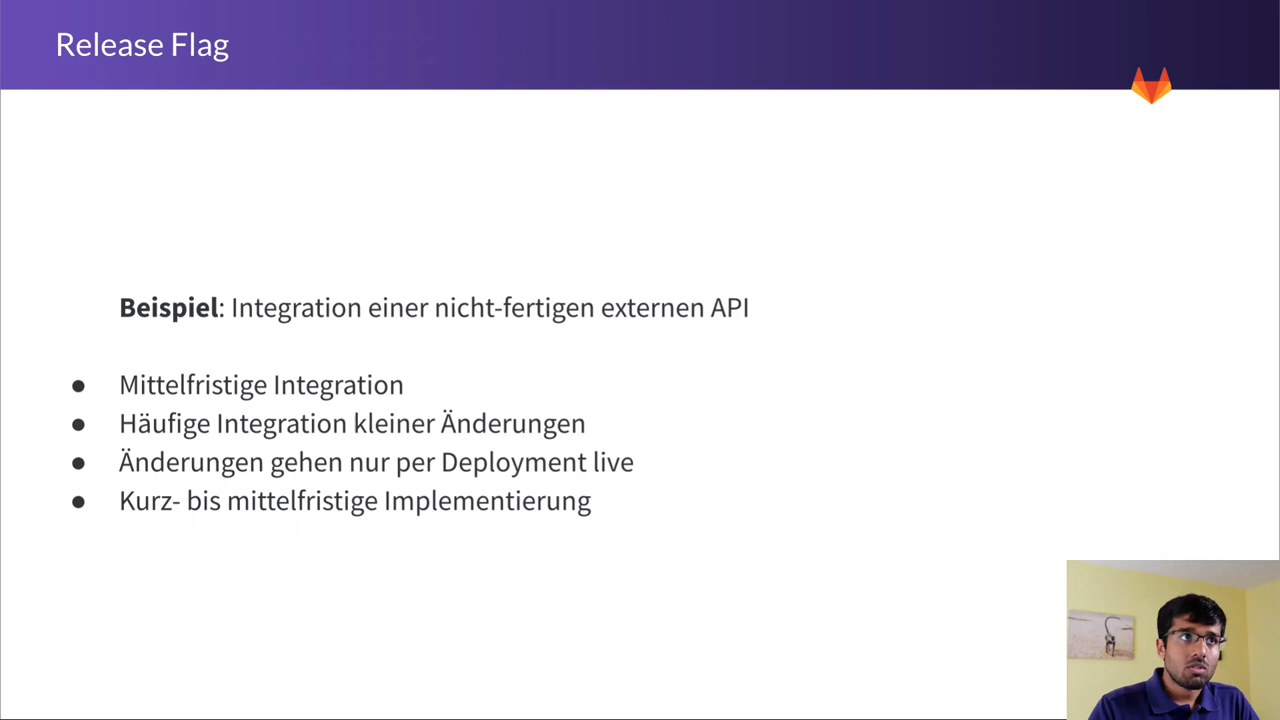 Release Flag
Beispiel: Integration einer nicht-fertigen externen API
● Mittelfristige Integration
● Häufige Integration kleiner Änderungen
● Änderungen gehen nur per Deployment live
● Kurz- bis mittelfristige Implementierung